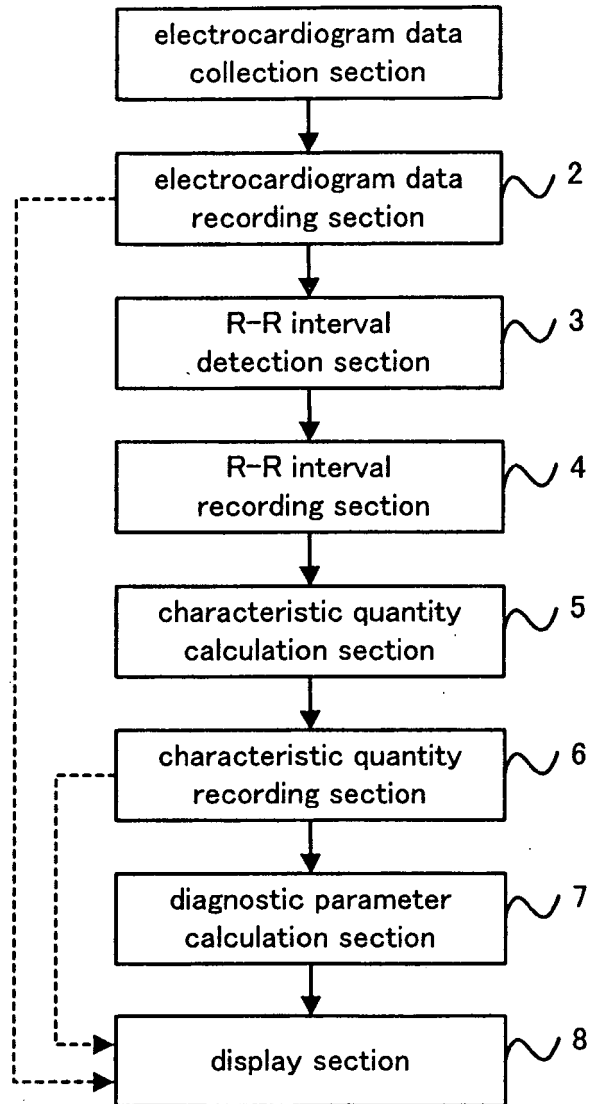 electrocardiogram data
collection section
electrocardiogram data
recording section
2
R-R interval
detection section
3
R-R interval
recording section
4
characteristic quantity
calculation section
5
characteristic quantity
recording section
6
diagnostic parameter
calculation section
7
display section
8